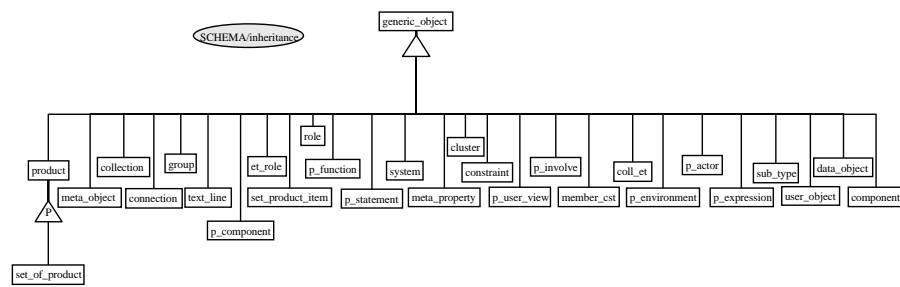 generic_object
SCHEMA/inheritance
role
cluster
collection
group
et_role
p_function
system
constraint
p_involve
coll_et
p_actor
sub_type
data_object
product
meta_object
connection
text_line
set_product_item
p_statement
meta_property
p_user_view
member_cst
p_environment
p_expression
user_object
component
P
p_component
set_of_product